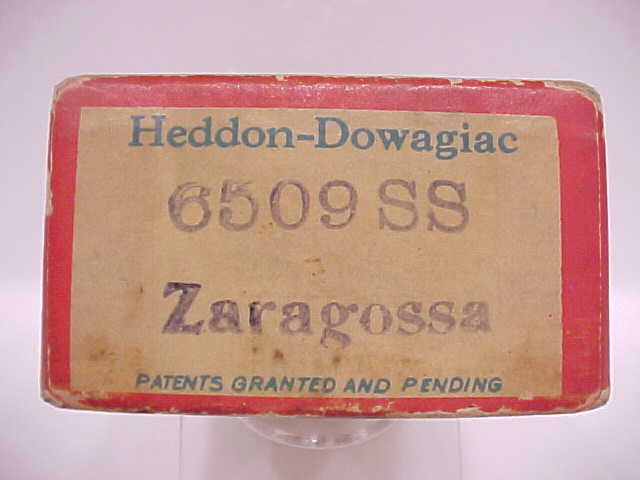 Heddon-Dowagiac
6509 SS
Zaragossa
PATENTS GRANTED AND PENDING